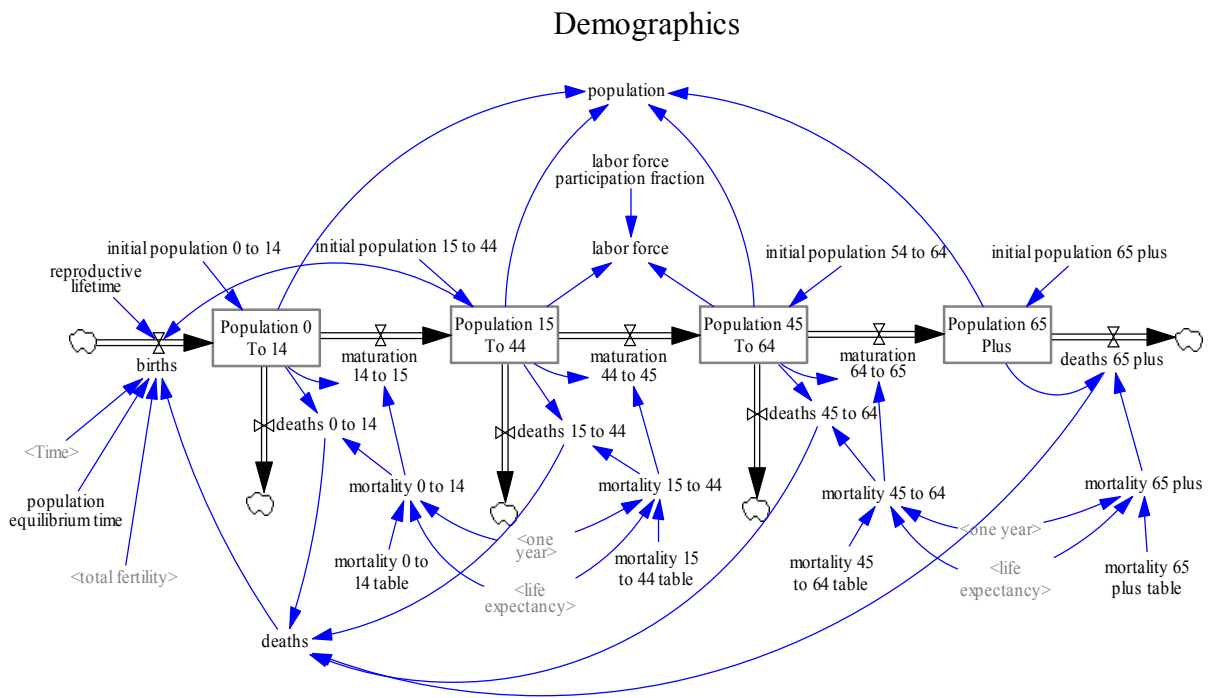 Demographics
population
labor force
participation fraction
initial population 0 to 14
initial population 15 to 44
labor force
initial population 54 to 64
initial population 65 plus
reproductive
lifetime
Population 0
To 14
Population 15
To 44
Population 45
To 64
Population 65
Plus
births
maturation
14 to 15
maturation
44 to 45
maturation
64 to 65
deaths 65 plus
deaths 0 to 14
deaths 15 to 44
deaths 45 to 64
<Time>
population
equilibrium time
mortality 0 to 14
mortality 15 to 44
mortality 45 to 64
mortality 65 plus
<one
year>
<one year>
mortality 0 to
14 table
mortality 15
to 44 table
mortality 45
to 64 table
mortality 65
plus table
<total fertility>
<life
expectancy>
<life
expectancy>
deaths